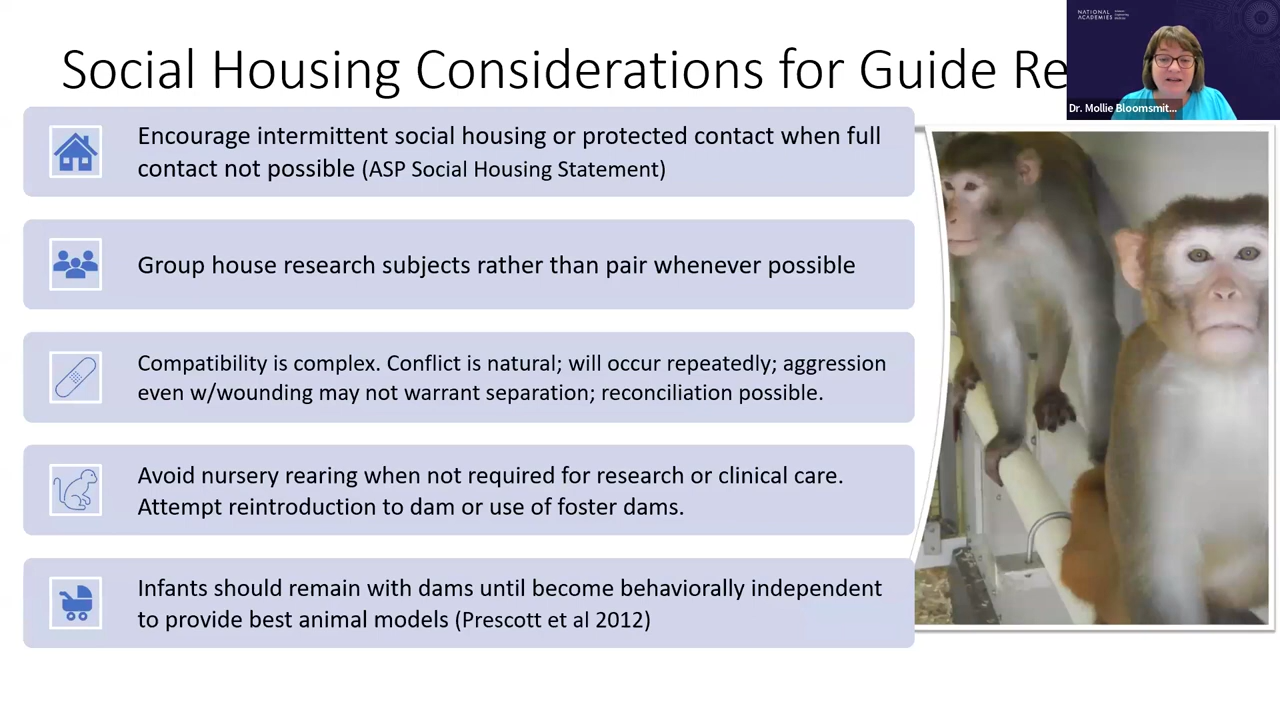 Social Housing Considerations for Guide Re
NATIONAL
ACADEMIES
Dr. Mollie Bloomsmit...
Encourage intermittent social housing or protected contact when full
contact not possible (ASP Social Housing Statement)
Group house research subjects rather than pair whenever possible
Compatibility is complex. Conflict is natural; will occur repeatedly; aggression
even w/wounding may not warrant separation; reconciliation possible.
Avoid nursery rearing when not required for research or clinical care.
Attempt reintroduction to dam or use of foster dams.
Infants should remain with dams until become behaviorally independent
to provide best animal models (Prescott et al 2012)